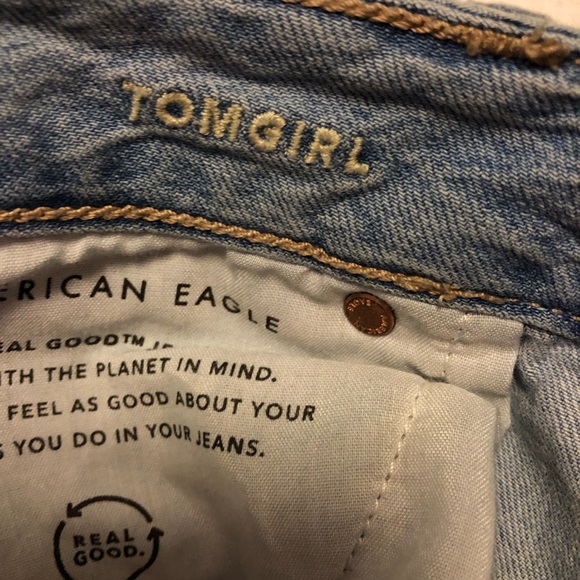 TOMGIRL
ERICAN EAGLE
EAL GOOD™
ITH THE PLANET IN MIND.
FEEL AS GOOD ABOUT YOUR
S YOU DO IN YOUR JEANS.
REAL
GOOD.